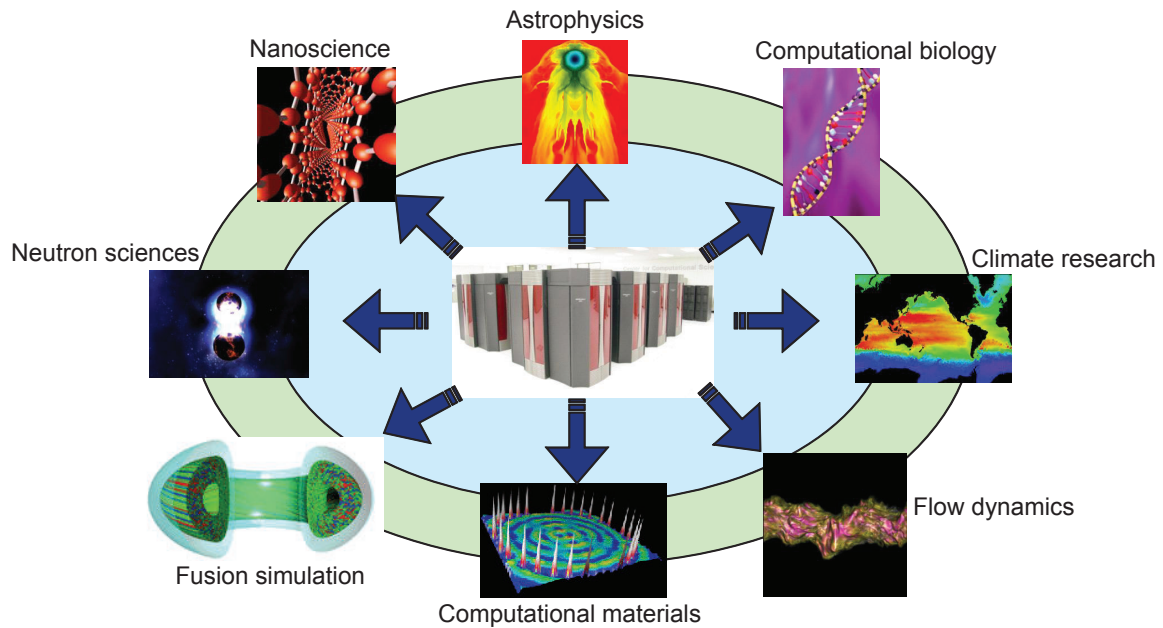 Astrophysics
Nanoscience
Computational biology
Neutron sciences
Climate research
Flow dynamics
Fusion simulation
Computational materials